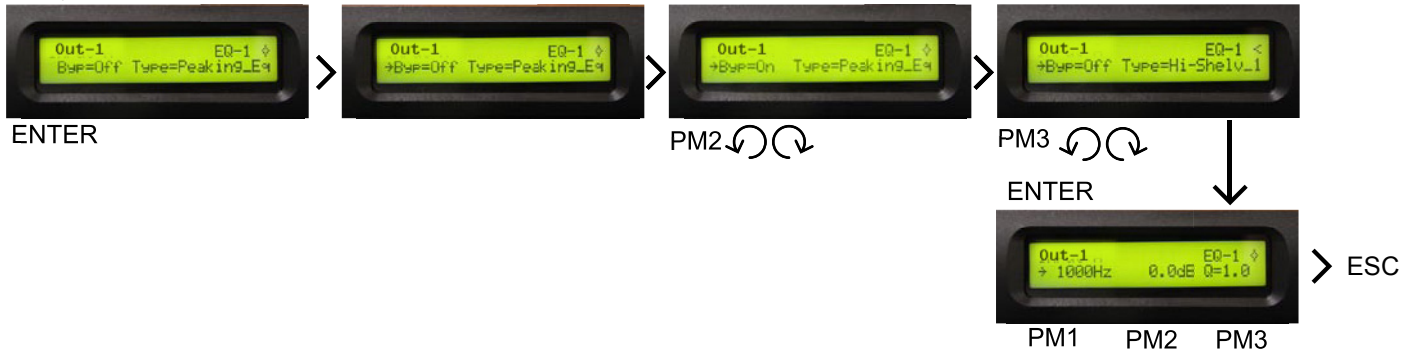 Out-1 EQ-1
Byp=Off Type=Peaking_Eq
ENTER
Out-1 EQ-1
→Byp=Off Type=Peaking_Eq
Out-1 EQ-1
→Byp=On Type=Peaking_Eq
PM2
Out-1 EQ-1 <
→Byp=Off Type=Hi-Shelv_1
PM3
ENTER
Out-1 EQ-1
→ 1000Hz 0.0dB Q=1.0
PM1 PM2 PM3
ESC